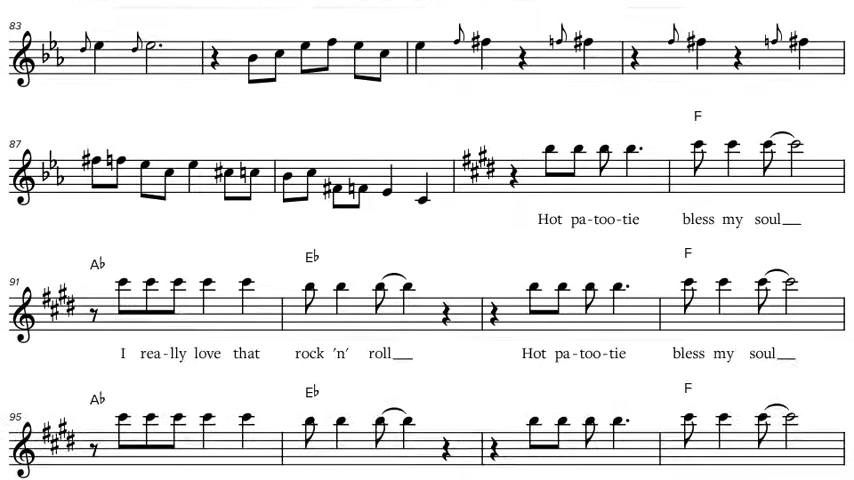 83
F
87
Hot pa-too-tie bless my soul
A♭ E♭ F
91
I rea-lly love that rock 'n' roll Hot pa-too-tie bless my soul
A♭ E♭ F
95